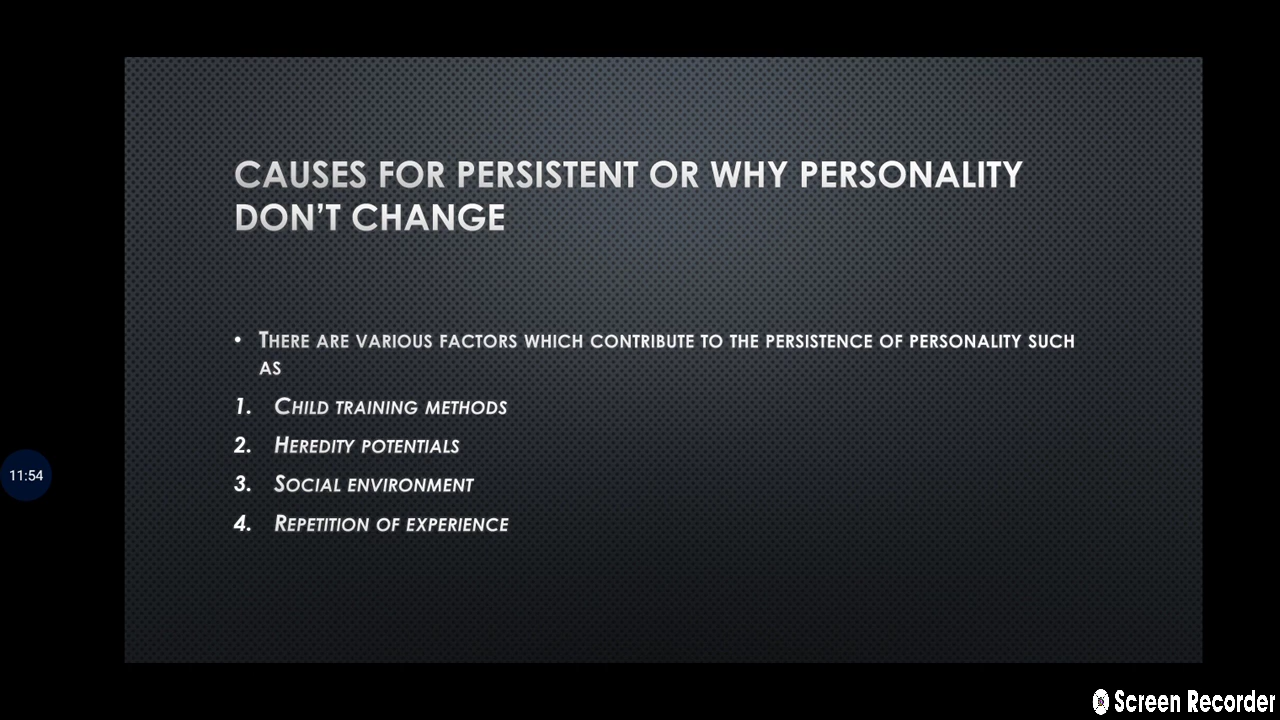 CAUSES FOR PERSISTENT OR WHY PERSONALITY
DON'T CHANGE
• THERE ARE VARIOUS FACTORS WHICH CONTRIBUTE TO THE PERSISTENCE OF PERSONALITY SUCH
AS
1. CHILD TRAINING METHODS
2. HEREDITY POTENTIALS
11:54
3. SOCIAL ENVIRONMENT
4. REPETITION OF EXPERIENCE
Screen Recorder